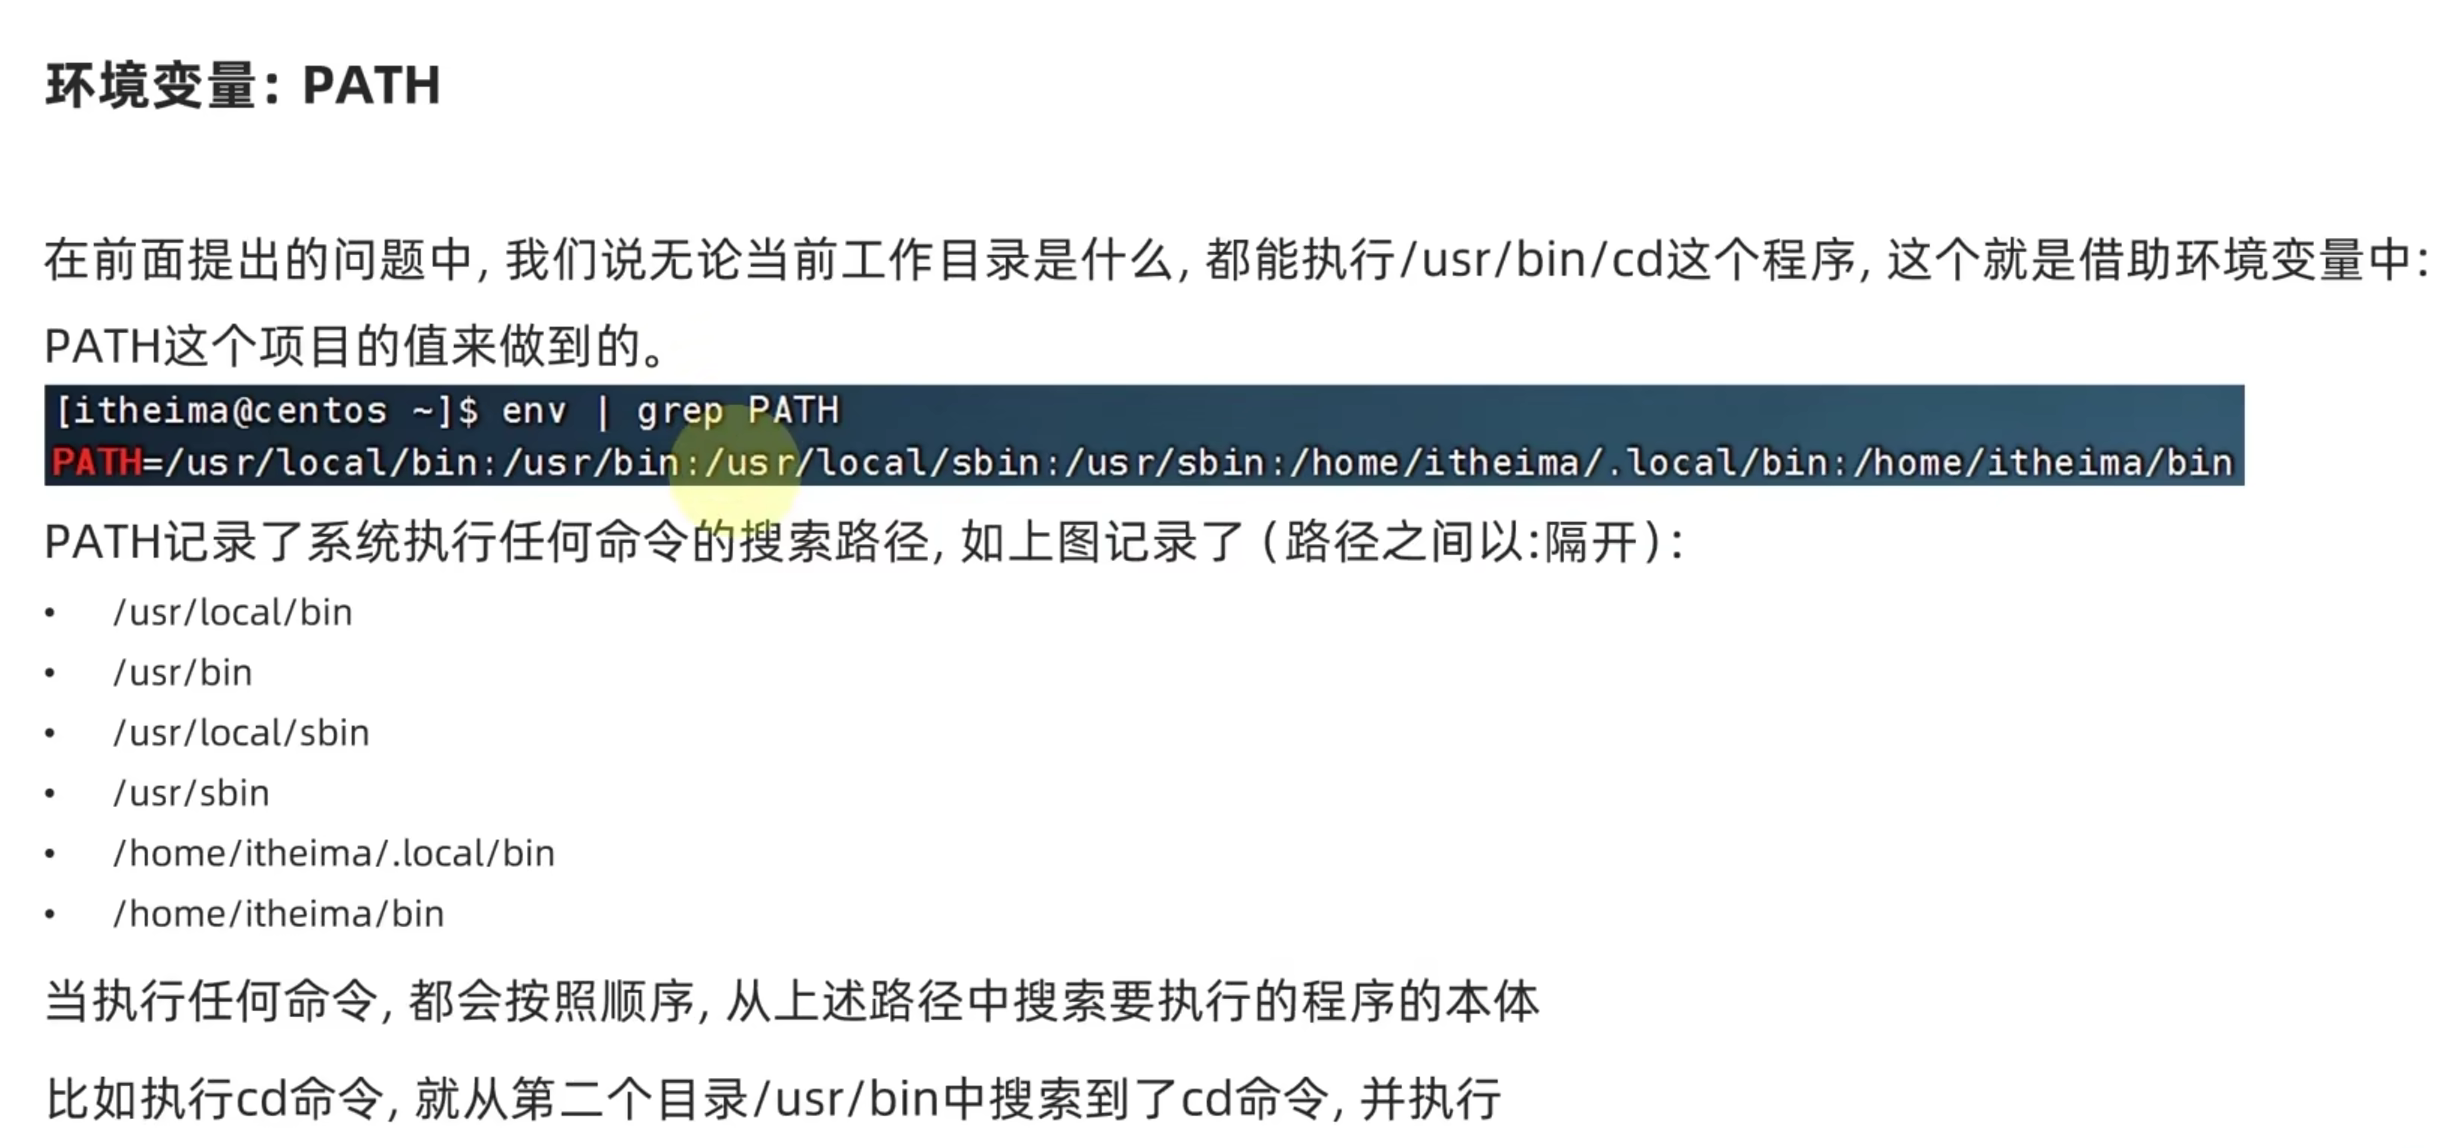 环境变量：PATH
在前面提出的问题中, 我们说无论当前工作目录是什么, 都能执行/usr/bin/cd这个程序, 这个就是借助环境变量中：
PATH这个项目的值来做到的。
[itheima@centos ~]$ env | grep PATH
PATH=/usr/local/bin:/usr/bin:/usr/local/sbin:/usr/sbin:/home/itheima/.local/bin:/home/itheima/bin
PATH记录了系统执行任何命令的搜索路径, 如上图记录了（路径之间以:隔开）：
• /usr/local/bin
• /usr/bin
• /usr/local/sbin
• /usr/sbin
• /home/itheima/.local/bin
• /home/itheima/bin
当执行任何命令, 都会按照顺序, 从上述路径中搜索要执行的程序的本体
比如执行cd命令, 就从第二个目录/usr/bin中搜索到了cd命令, 并执行